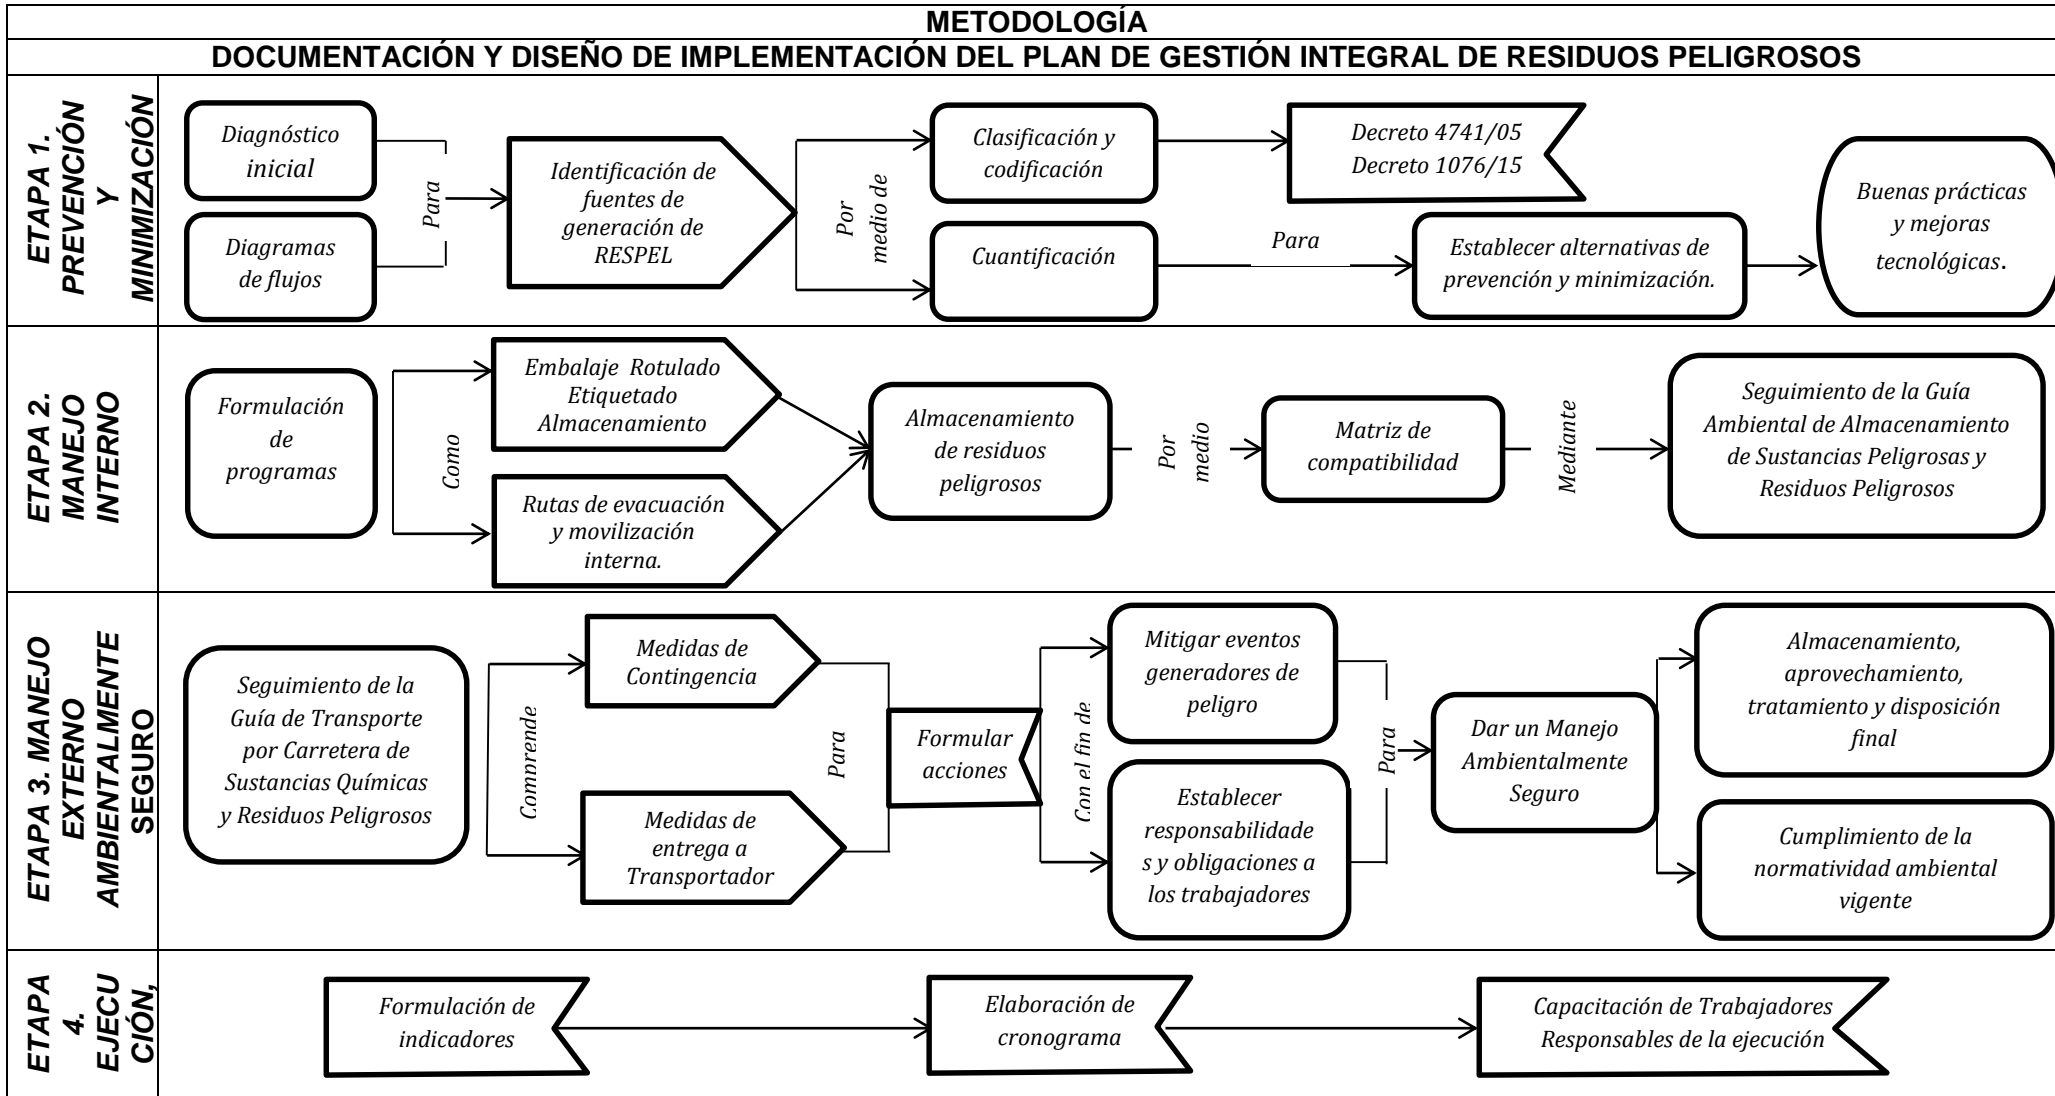 METODOLOGÍA
DOCUMENTACIÓN Y DISEÑO DE IMPLEMENTACIÓN DEL PLAN DE GESTIÓN INTEGRAL DE RESIDUOS PELIGROSOS
ETAPA 1.
PREVENCIÓN
Y
MINIMIZACIÓN
Diagnóstico
inicial
Diagramas
de flujos
Para
Identificación de
fuentes de
generación de
RESPEL
Por
medio de
Clasificación y
codificación
Cuantificación
Decreto 4741/05
Decreto 1076/15
Para
Establecer alternativas de
prevención y minimización.
Buenas prácticas
y mejoras
tecnológicas.
ETAPA 2.
MANEJO
INTERNO
Formulación
de
programas
Como
Embalaje Rotulado
Etiquetado
Almacenamiento
Rutas de evacuación
y movilización
interna.
Almacenamiento
de residuos
peligrosos
Por
medio
Matriz de
compatibilidad
Mediante
Seguimiento de la Guía
Ambiental de Almacenamiento
de Sustancias Peligrosas y
Residuos Peligrosos
ETAPA 3. MANEJO
EXTERNO
AMBIENTALMENTE
SEGURO
Seguimiento de la
Guía de Transporte
por Carretera de
Sustancias Químicas
y Residuos Peligrosos
Comprende
Medidas de
Contingencia
Medidas de
entrega a
Transportador
Para
Formular
acciones
Con el fin de
Mitigar eventos
generadores de
peligro
Establecer
responsabilidade
s y obligaciones a
los trabajadores
Para
Dar un Manejo
Ambientalmente
Seguro
Almacenamiento,
aprovechamiento,
tratamiento y disposición
final
Cumplimiento de la
normatividad ambiental
vigente
ETAPA
4.
EJECU
CIÓN,
Formulación de
indicadores
Elaboración de
cronograma
Capacitación de Trabajadores
Responsables de la ejecución